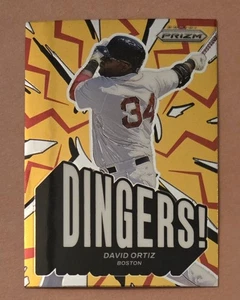 PRIZM
34
DINGERS!
DAVID ORTIZ
BOSTON